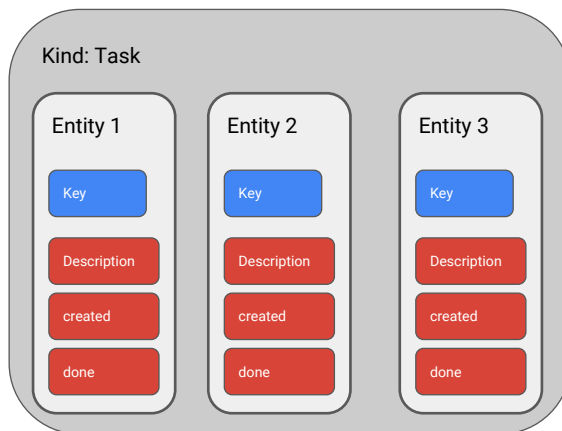 Kind: Task
Entity 1
Key
Description
created
done
Entity 2
Key
Description
created
done
Entity 3
Key
Description
created
done